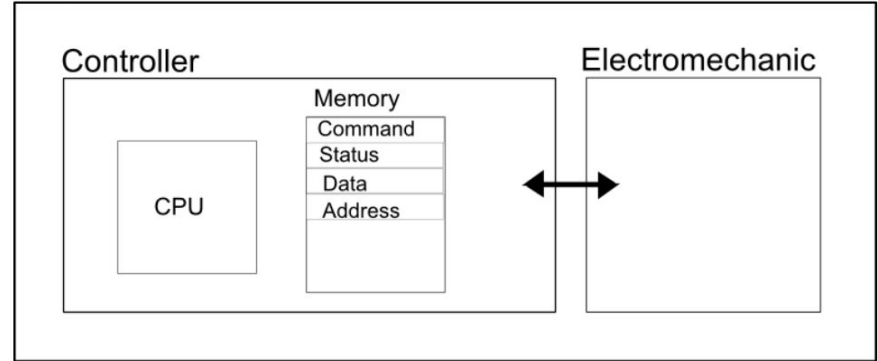 Controller
Electromechanic
Memory
Command
Status
Data
Address
CPU